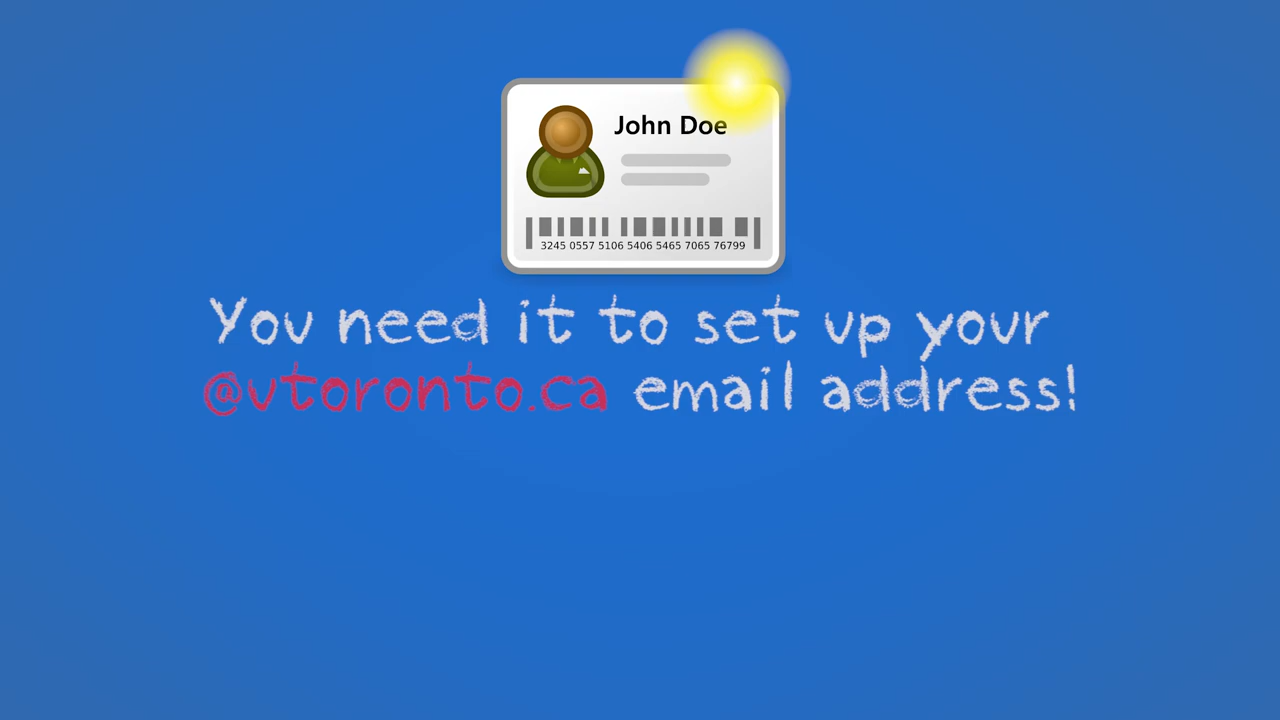 John Doe
3245 0557 5106 5406 5465 7065 76799
You need it to set up your
@utoronto.ca email address!